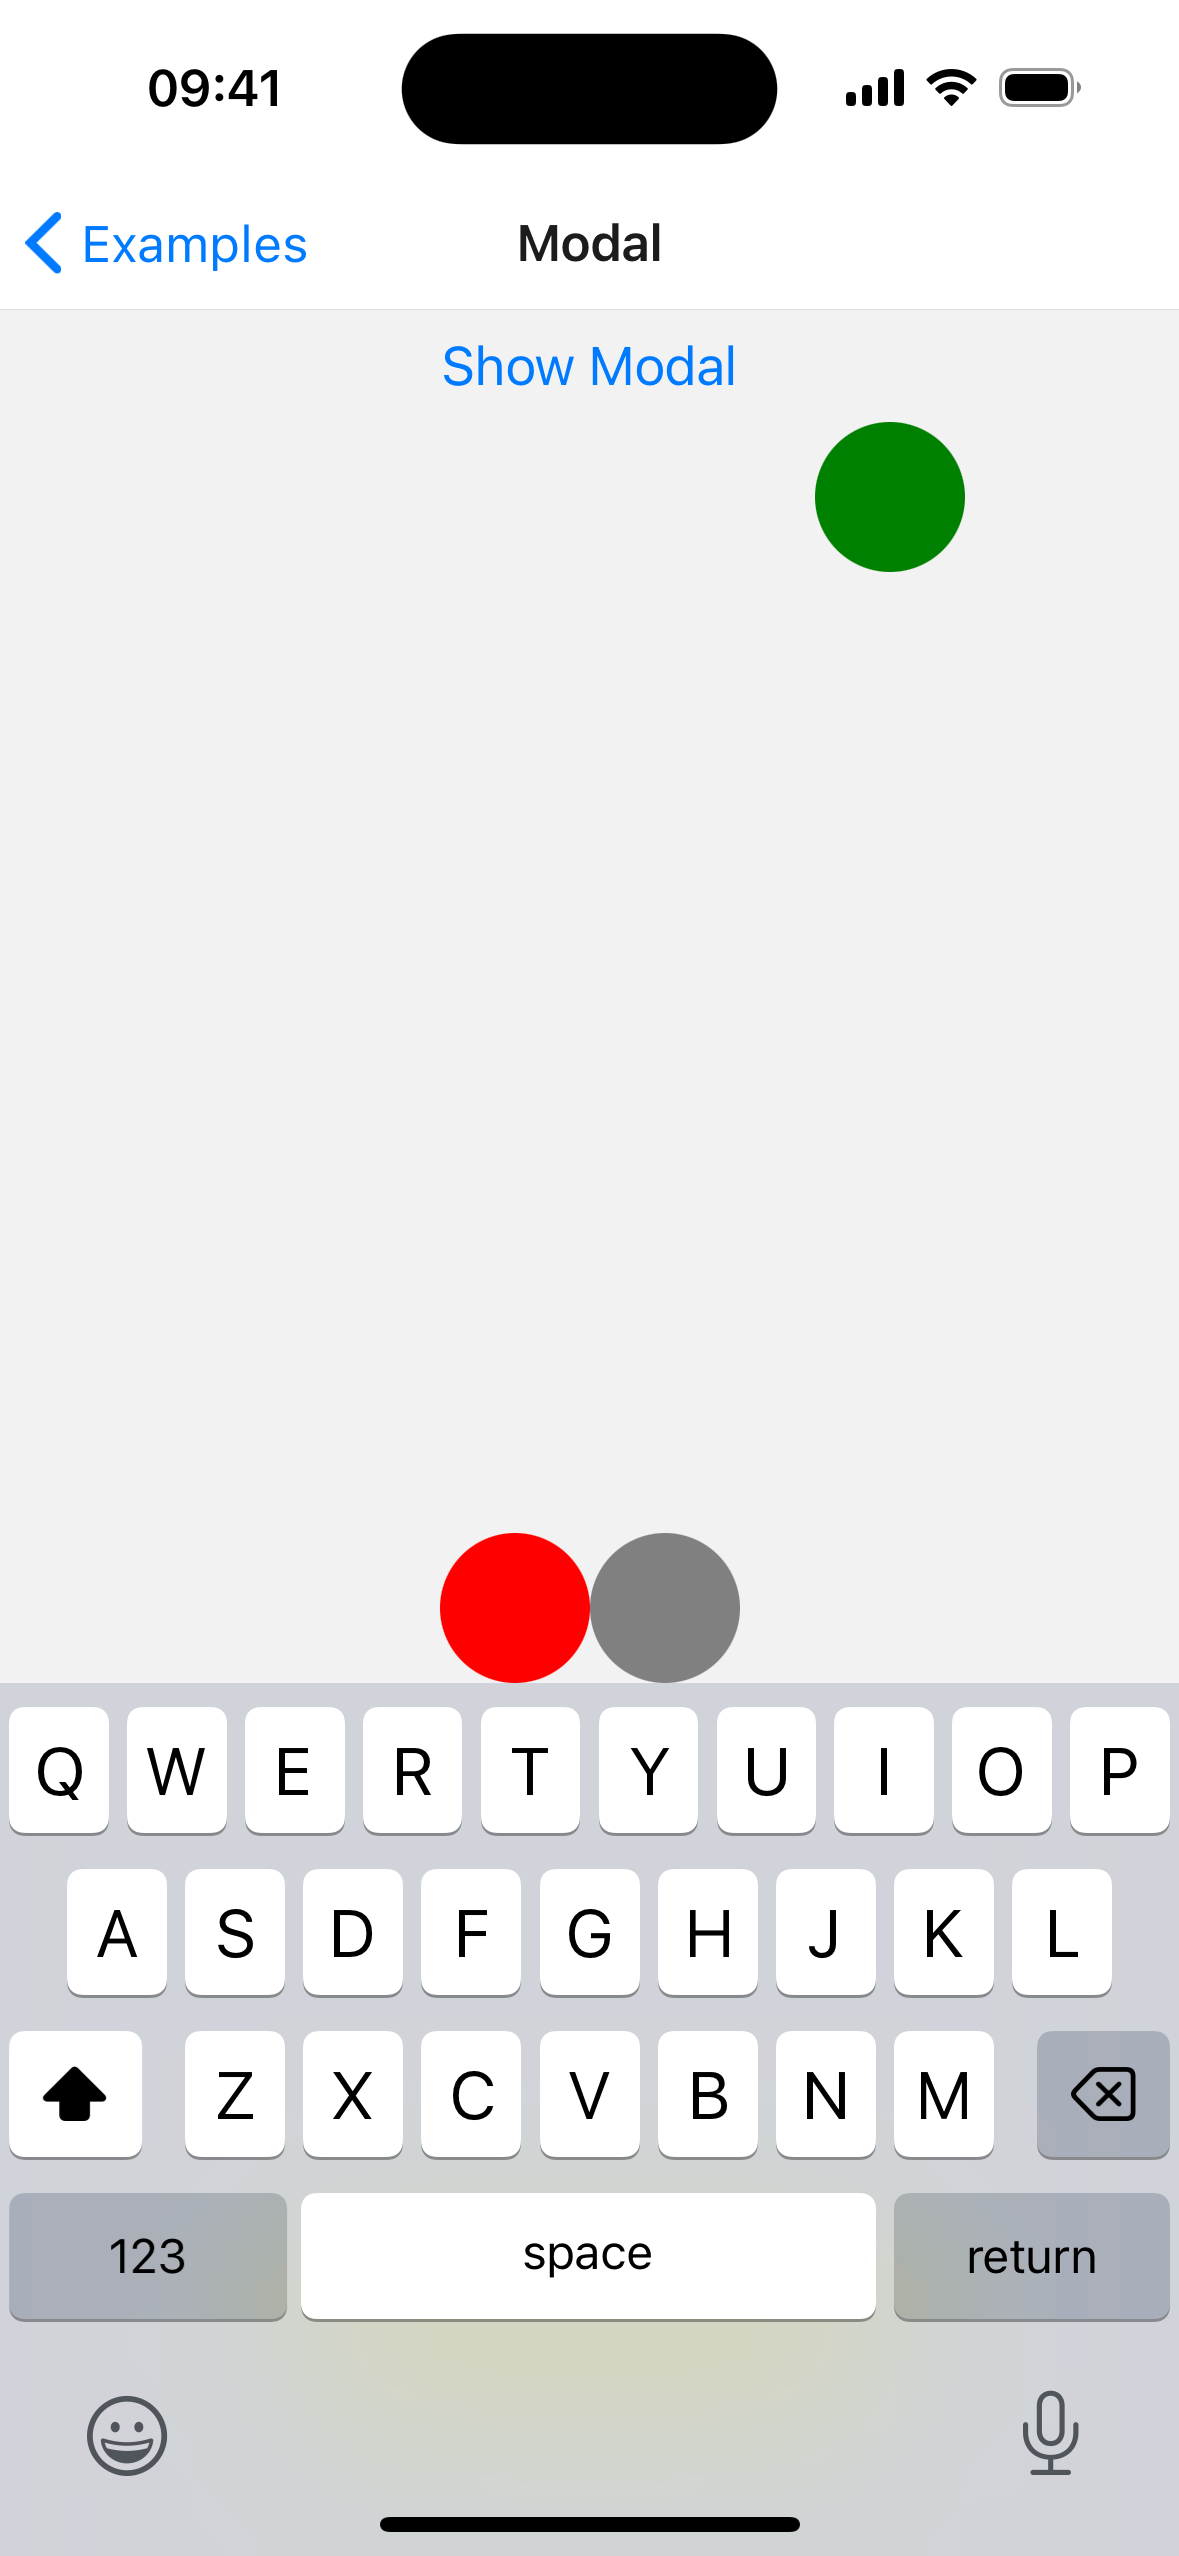 09:41
Examples Modal
Show Modal
Q W E R T Y U I O P
A S D F G H J K L
Z X C V B N M
123 space return